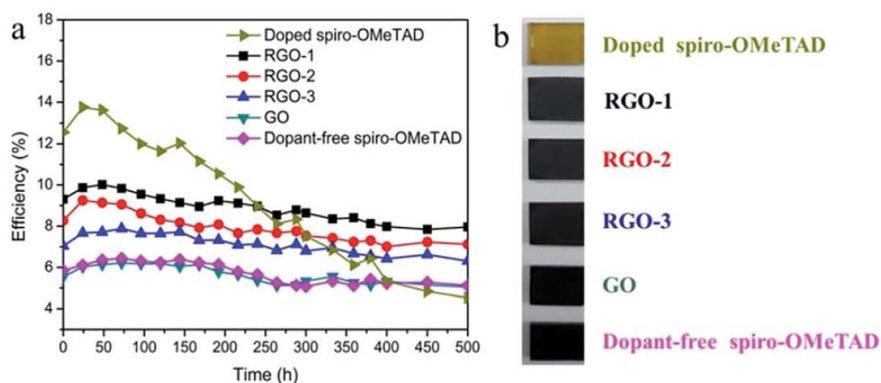 a
Doped spiro-OMeTAD
RGO-1
RGO-2
RGO-3
GO
Dopant-free spiro-OMeTAD
Efficiency (%)
18
16
14
12
10
8
6
4
0 50 100 150 200 250 300 350 400 450 500
Time (h)
b
Doped spiro-OMeTAD
RGO-1
RGO-2
RGO-3
GO
Dopant-free spiro-OMeTAD